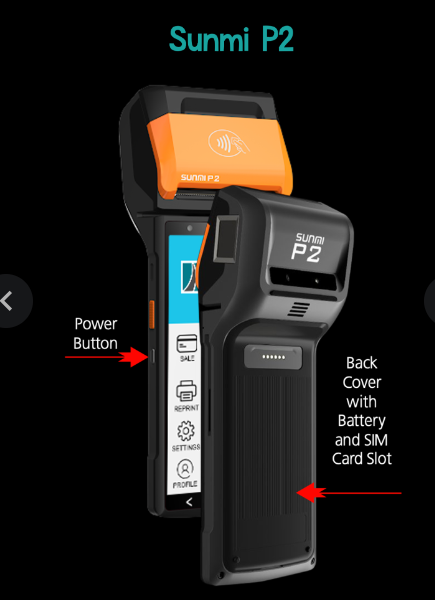 Sunmi P2
SUNMI P2
SUNMI
P2
Power
Button
SALE
REPRINT
SETTINGS
PROFILE
Back
Cover
with
Battery
and SIM
Card Slot